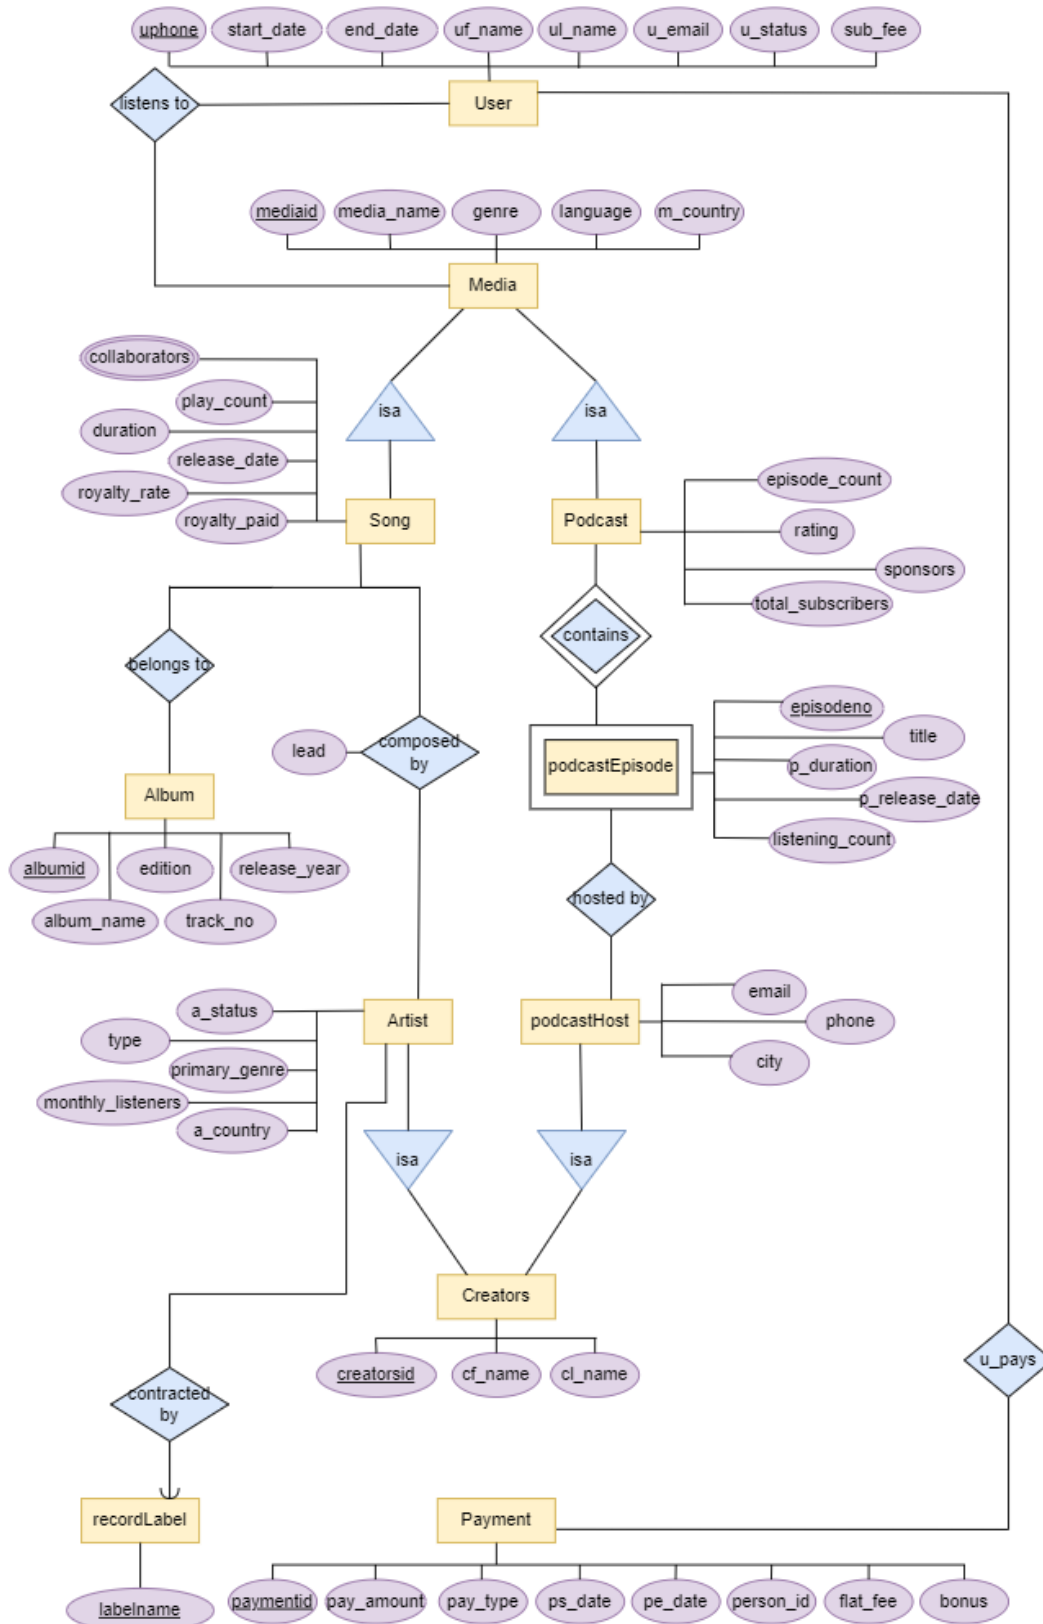 uphone
start_date
end_date
uf_name
ul_name
u_email
u_status
sub_fee
listens to
User
mediaid
media_name
genre
language
m_country
Media
collaborators
play_count
duration
release_date
royalty_rate
royalty_paid
isa
isa
Song
Podcast
episode_count
rating
sponsors
total_subscribers
contains
belongs to
composed
by
lead
episodeno
title
p_duration
p_release_date
listening_count
podcastEpisode
Album
albumid
edition
release_year
album_name
track_no
hosted by
a_status
type
primary_genre
monthly_listeners
a_country
Artist
podcastHost
email
phone
city
isa
isa
Creators
creatorsid
cf_name
cl_name
u_pays
contracted
by
recordLabel
labelname
Payment
paymentid
pay_amount
pay_type
ps_date
pe_date
person_id
flat_fee
bonus